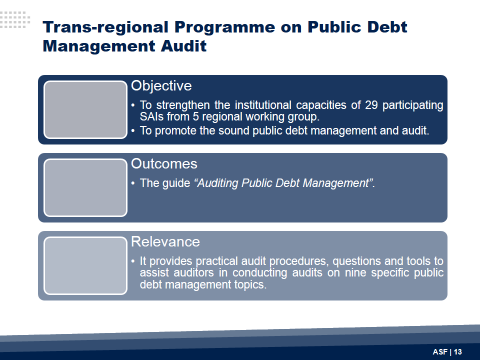 Trans-regional Programme on Public Debt
Management Audit
Objective
• To strengthen the institutional capacities of 29 participating
SAIs from 5 regional working group.
• To promote the sound public debt management and audit.
Outcomes
• The guide “Auditing Public Debt Management”.
Relevance
• It provides practical audit procedures, questions and tools to
assist auditors in conducting audits on nine specific public
debt management topics.
ASF | 13